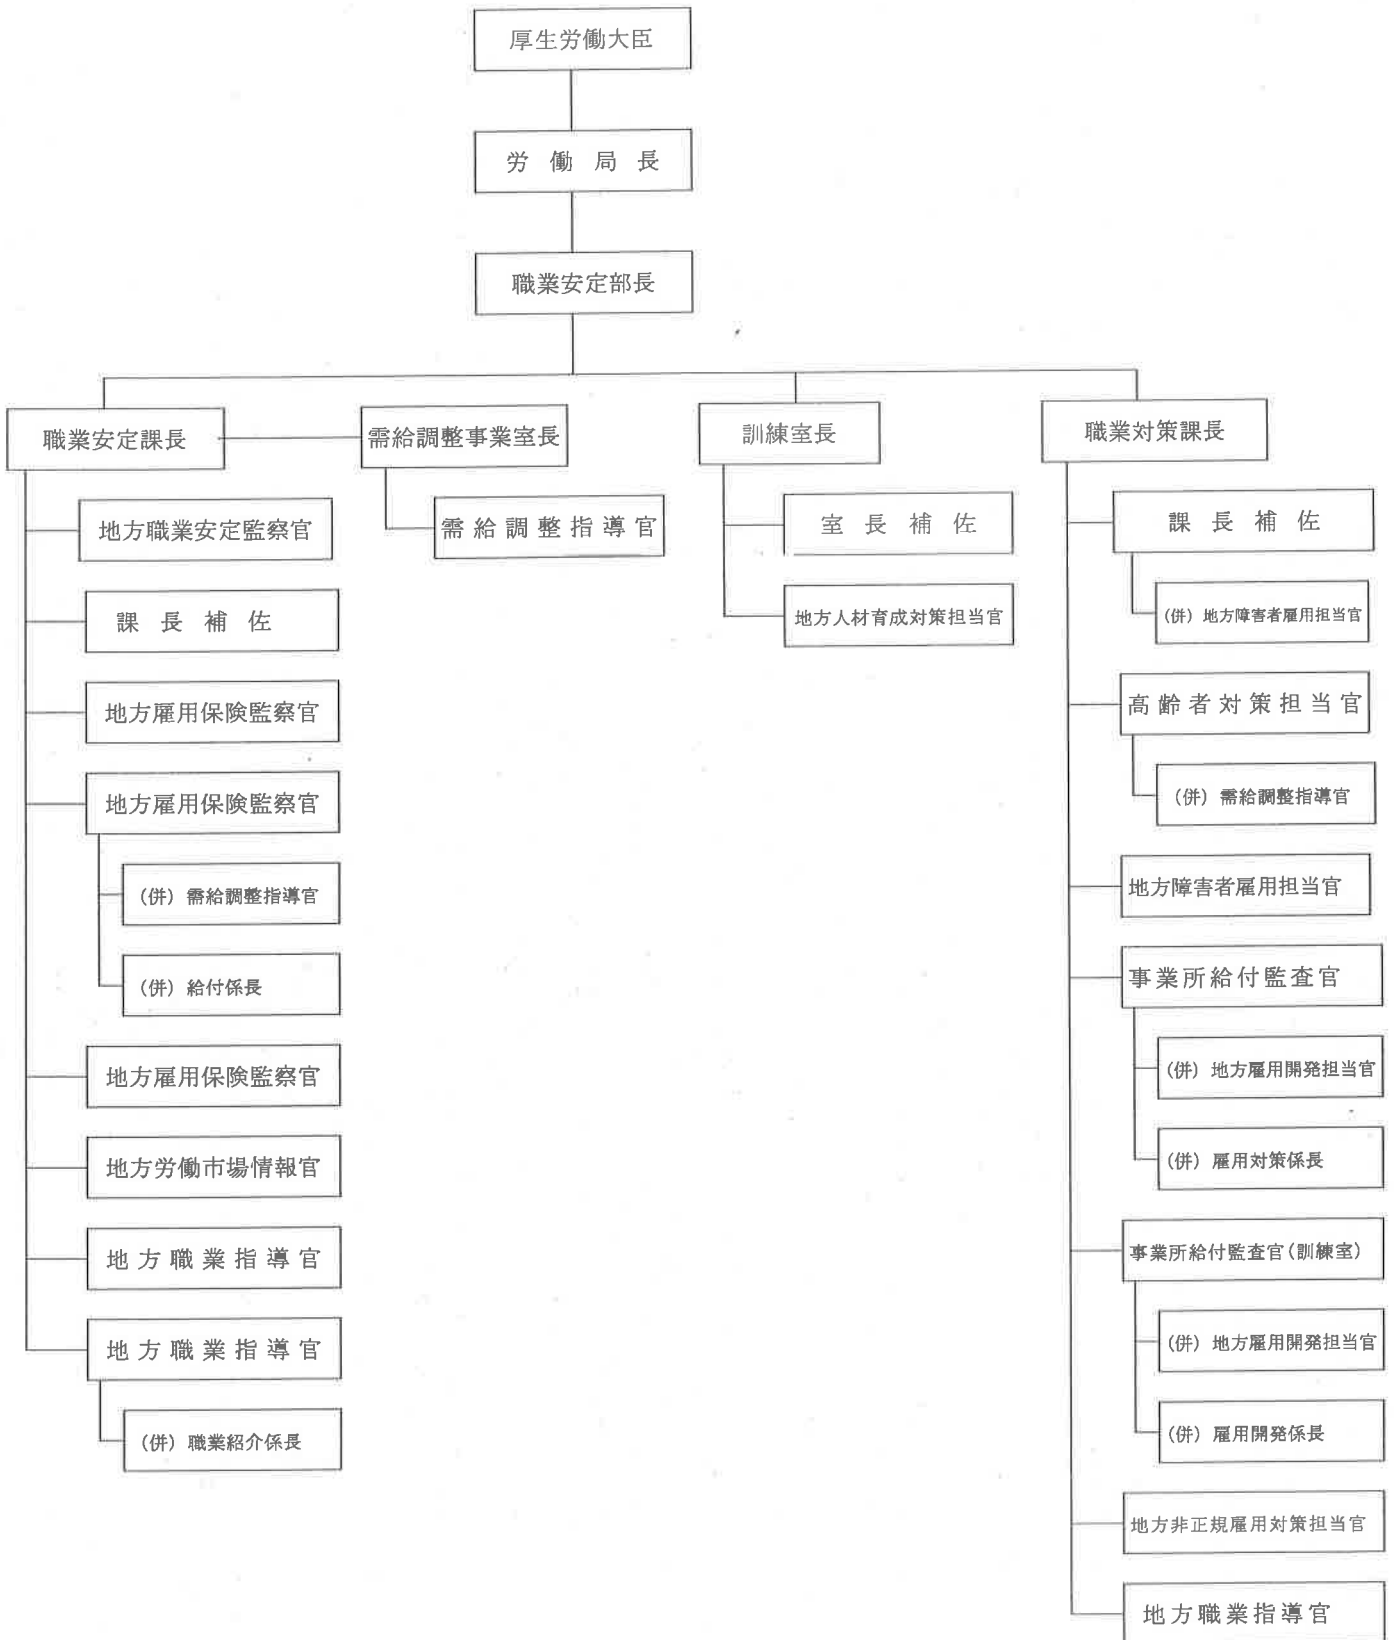 厚生労働大臣
労働局長
職業安定部長
職業安定課長
需給調整事業室長
訓練室長
職業対策課長
地方職業安定監察官
課長補佐
地方雇用保険監察官
地方雇用保険監察官
(併) 需給調整指導官
(併) 給付係長
地方雇用保険監察官
地方労働市場情報官
地方職業指導官
地方職業指導官
(併) 職業紹介係長
需給調整指導官
室長補佐
地方人材育成対策担当官
課長補佐
(併) 地方障害者雇用担当官
高齢者対策担当官
(併) 需給調整指導官
地方障害者雇用担当官
事業所給付監査官
(併) 地方雇用開発担当官
(併) 雇用対策係長
事業所給付監査官(訓練室)
(併) 地方雇用開発担当官
(併) 雇用開発係長
地方非正規雇用対策担当官
地方職業指導官